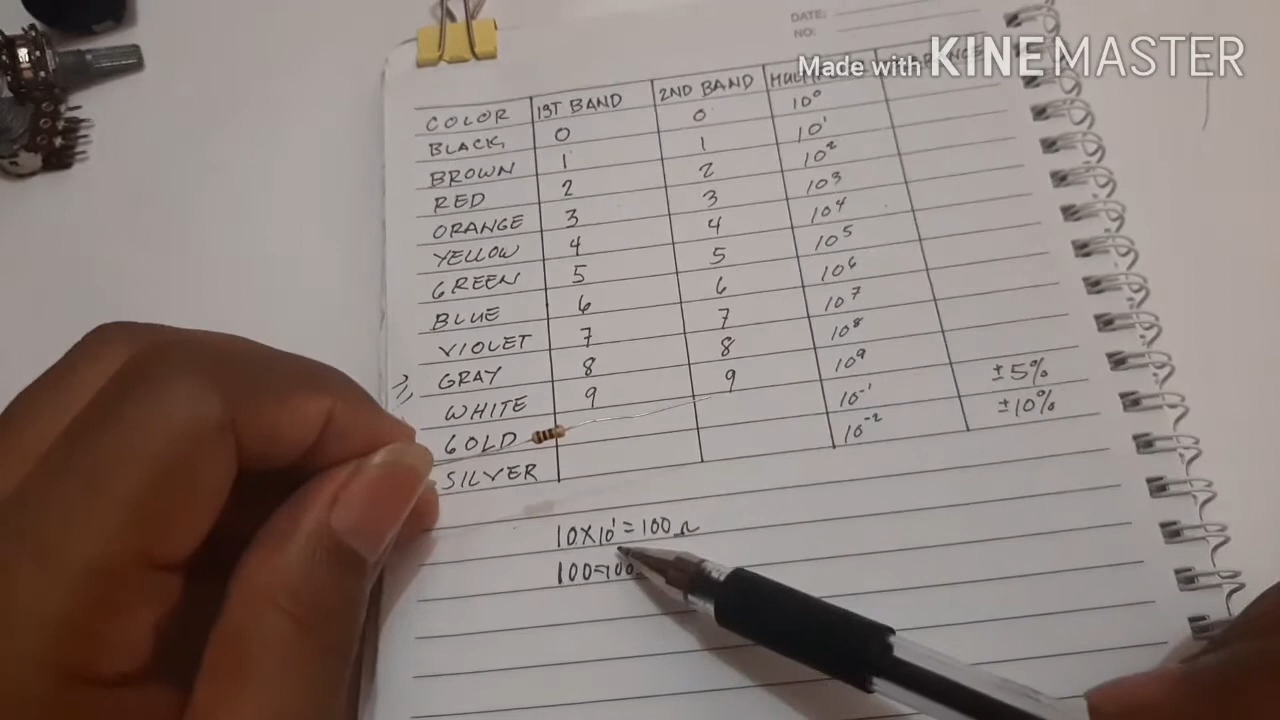 DATE:
NO:
Made with KINEMASTER
COLOR 1ST BAND 2ND BAND
BLACK 0 0 10⁰
BROWN 1 1 10¹
RED 2 2 10²
ORANGE 3 3 10³
YELLOW 4 4 10⁴
GREEN 5 5 10⁵
BLUE 6 6 10⁶
VIOLET 7 7 10⁷
GRAY 8 8 10⁸
WHITE 9 9 10⁹
GOLD 10⁻¹ ±5%
SILVER 10⁻² ±10%
10X10¹=100Ω
100=100